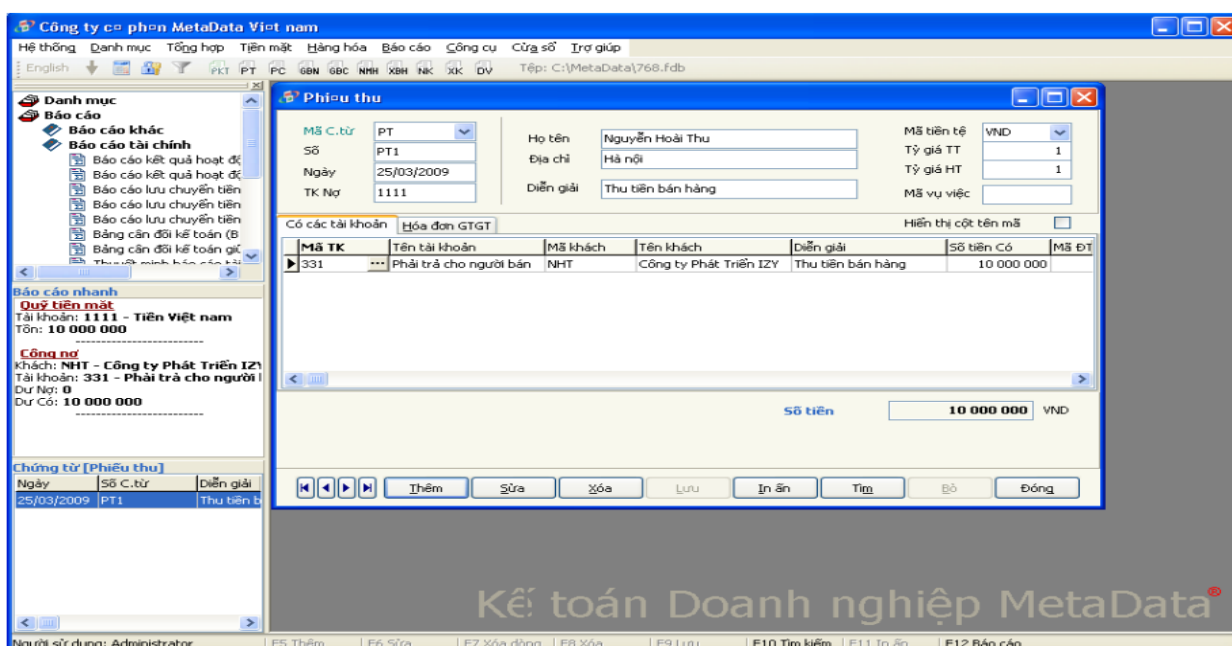 Công ty c¤ ph¤n MetaData Vi¤t nam
Hệ thống Danh mục Tổng hợp Tiền mặt Hàng hóa Báo cáo Công cụ Cửa sổ Trợ giúp
English PKT PT PC GBN GBC NMH XBH NK XK DV Tệp: C:\MetaData\768.fdb
Danh mục
Báo cáo
Báo cáo khác
Báo cáo tài chính
Báo cáo kết quả hoạt độ
Báo cáo kết quả hoạt độ
Báo cáo lưu chuyển tiền
Báo cáo lưu chuyển tiền
Báo cáo lưu chuyển tiền
Bảng cân đối kế toán (B
Bảng cân đối kế toán giữ
Thuyết minh báo cáo tài
Báo cáo nhanh
Quỹ tiền mặt
Tài khoản: 1111 - Tiền Việt nam
Tồn: 10 000 000
-------------------------
Công nợ
Khách: NHT - Công ty Phát Triển IZY
Tài khoản: 331 - Phải trả cho người
Dư Nợ: 0
Dư Có: 10 000 000
-------------------------
Chứng từ [Phiếu thu]
Ngày Số C.từ Diễn giải
25/03/2009 PT1 Thu tiền b
Phi¤u thu
Mã C.từ PT
Số PT1
Ngày 25/03/2009
TK Nợ 1111
Họ tên Nguyễn Hoài Thu
Địa chỉ Hà nội
Diễn giải Thu tiền bán hàng
Mã tiền tệ VND
Tỷ giá TT 1
Tỷ giá HT 1
Mã vụ việc
Có các tài khoản Hóa đơn GTGT Hiển thị cột tên mã
Mã TK Tên tài khoản Mã khách Tên khách Diễn giải Số tiền Có Mã ĐT
331 ... Phải trả cho người bán NHT Công ty Phát Triển IZY Thu tiền bán hàng 10 000 000
Số tiền 10 000 000 VND
Thêm Sửa Xóa Lưu In ấn Tìm Bỏ Đóng
Kế toán Doanh nghiệp MetaData®
Người sử dụng: Administrator F5 Thêm F6 Sửa F7 Xóa dòng F8 Xóa F9 Lưu F10 Tìm kiếm F11 In ấn F12 Báo cáo